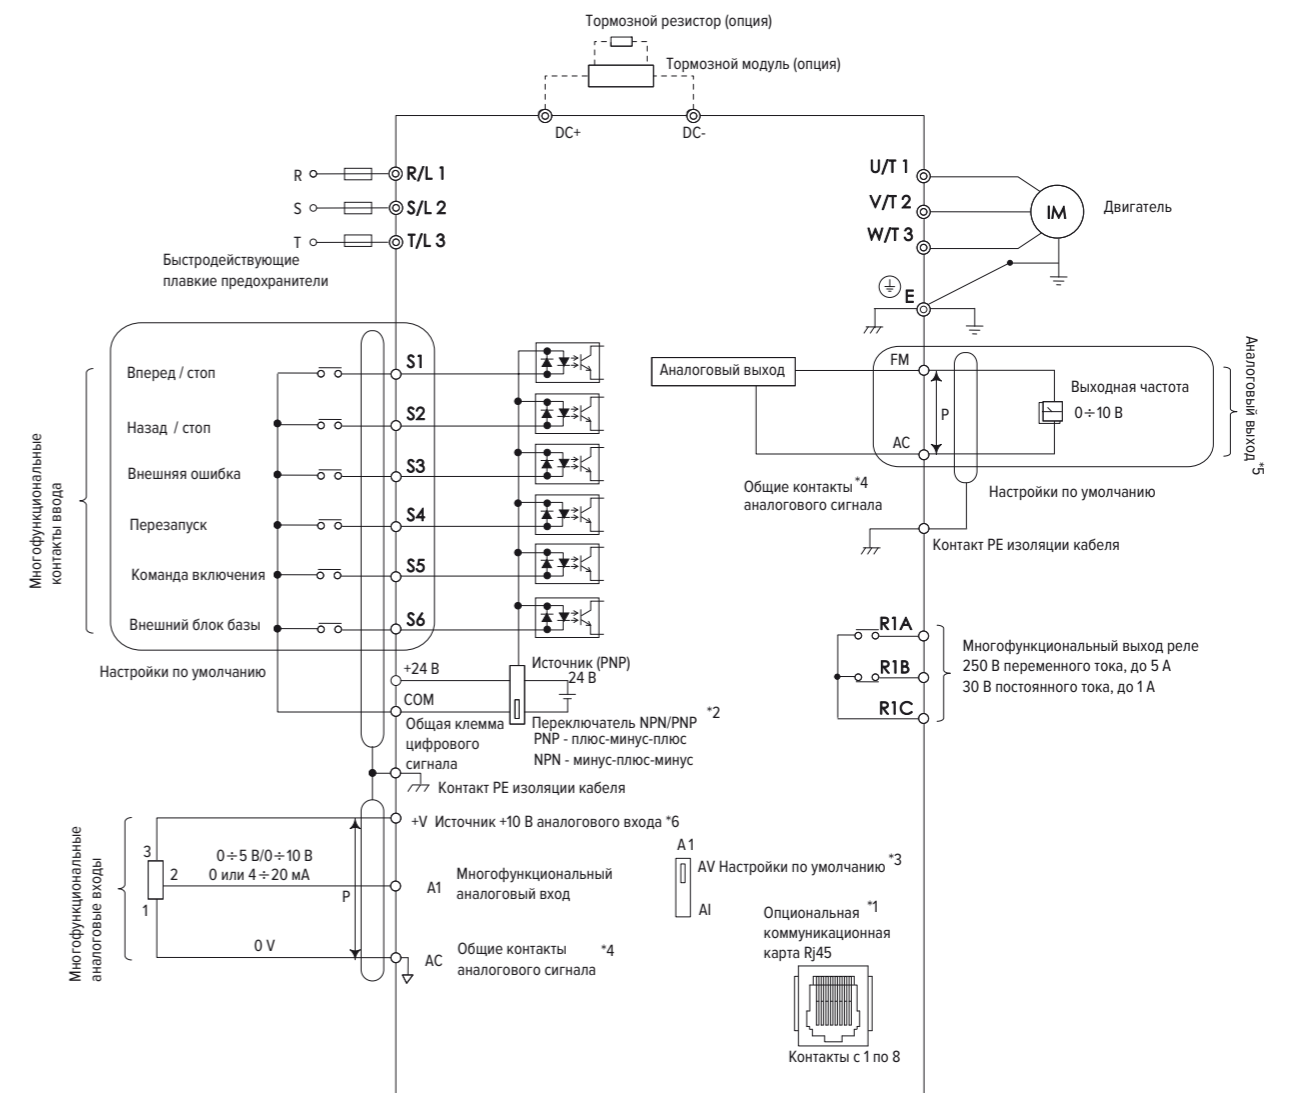 Тормозной резистор (опция)
Тормозной модуль (опция)
DC+
DC-
R
R/L 1
S
S/L 2
T
T/L 3
Быстродействующие
плавкие предохранители
U/T 1
V/T 2
W/T 3
IM
Двигатель
E
Многофункциональные
контакты ввода
Вперед / стоп
S1
Назад / стоп
S2
Внешняя ошибка
S3
Перезапуск
S4
Команда включения
S5
Внешний блок базы
S6
Настройки по умолчанию
+24 В
COM
Общая клемма
цифрового
сигнала
Источник (PNP)
24 В
Переключатель NPN/PNP *2
PNP - плюс-минус-плюс
NPN - минус-плюс-минус
Контакт PE изоляции кабеля
Аналоговый выход
FM
AC
P
Выходная частота
0÷10 В
Аналоговый выход *5
Общие контакты *4
аналогового сигнала
Настройки по умолчанию
Контакт PE изоляции кабеля
R1A
R1B
R1C
Многофункциональный выход реле
250 В переменного тока, до 5 А
30 В постоянного тока, до 1 А
Многофункциональные
аналоговые входы
3
2
1
0÷5 В/0÷10 В
0 или 4÷20 мА
P
0 V
+V Источник +10 В аналогового входа *6
A1
Многофункциональный
аналоговый вход
AC
Общие контакты *4
аналогового сигнала
A1
AV Настройки по умолчанию *3
AI
Опциональная *1
коммуникационная
карта Rj45
Контакты с 1 по 8